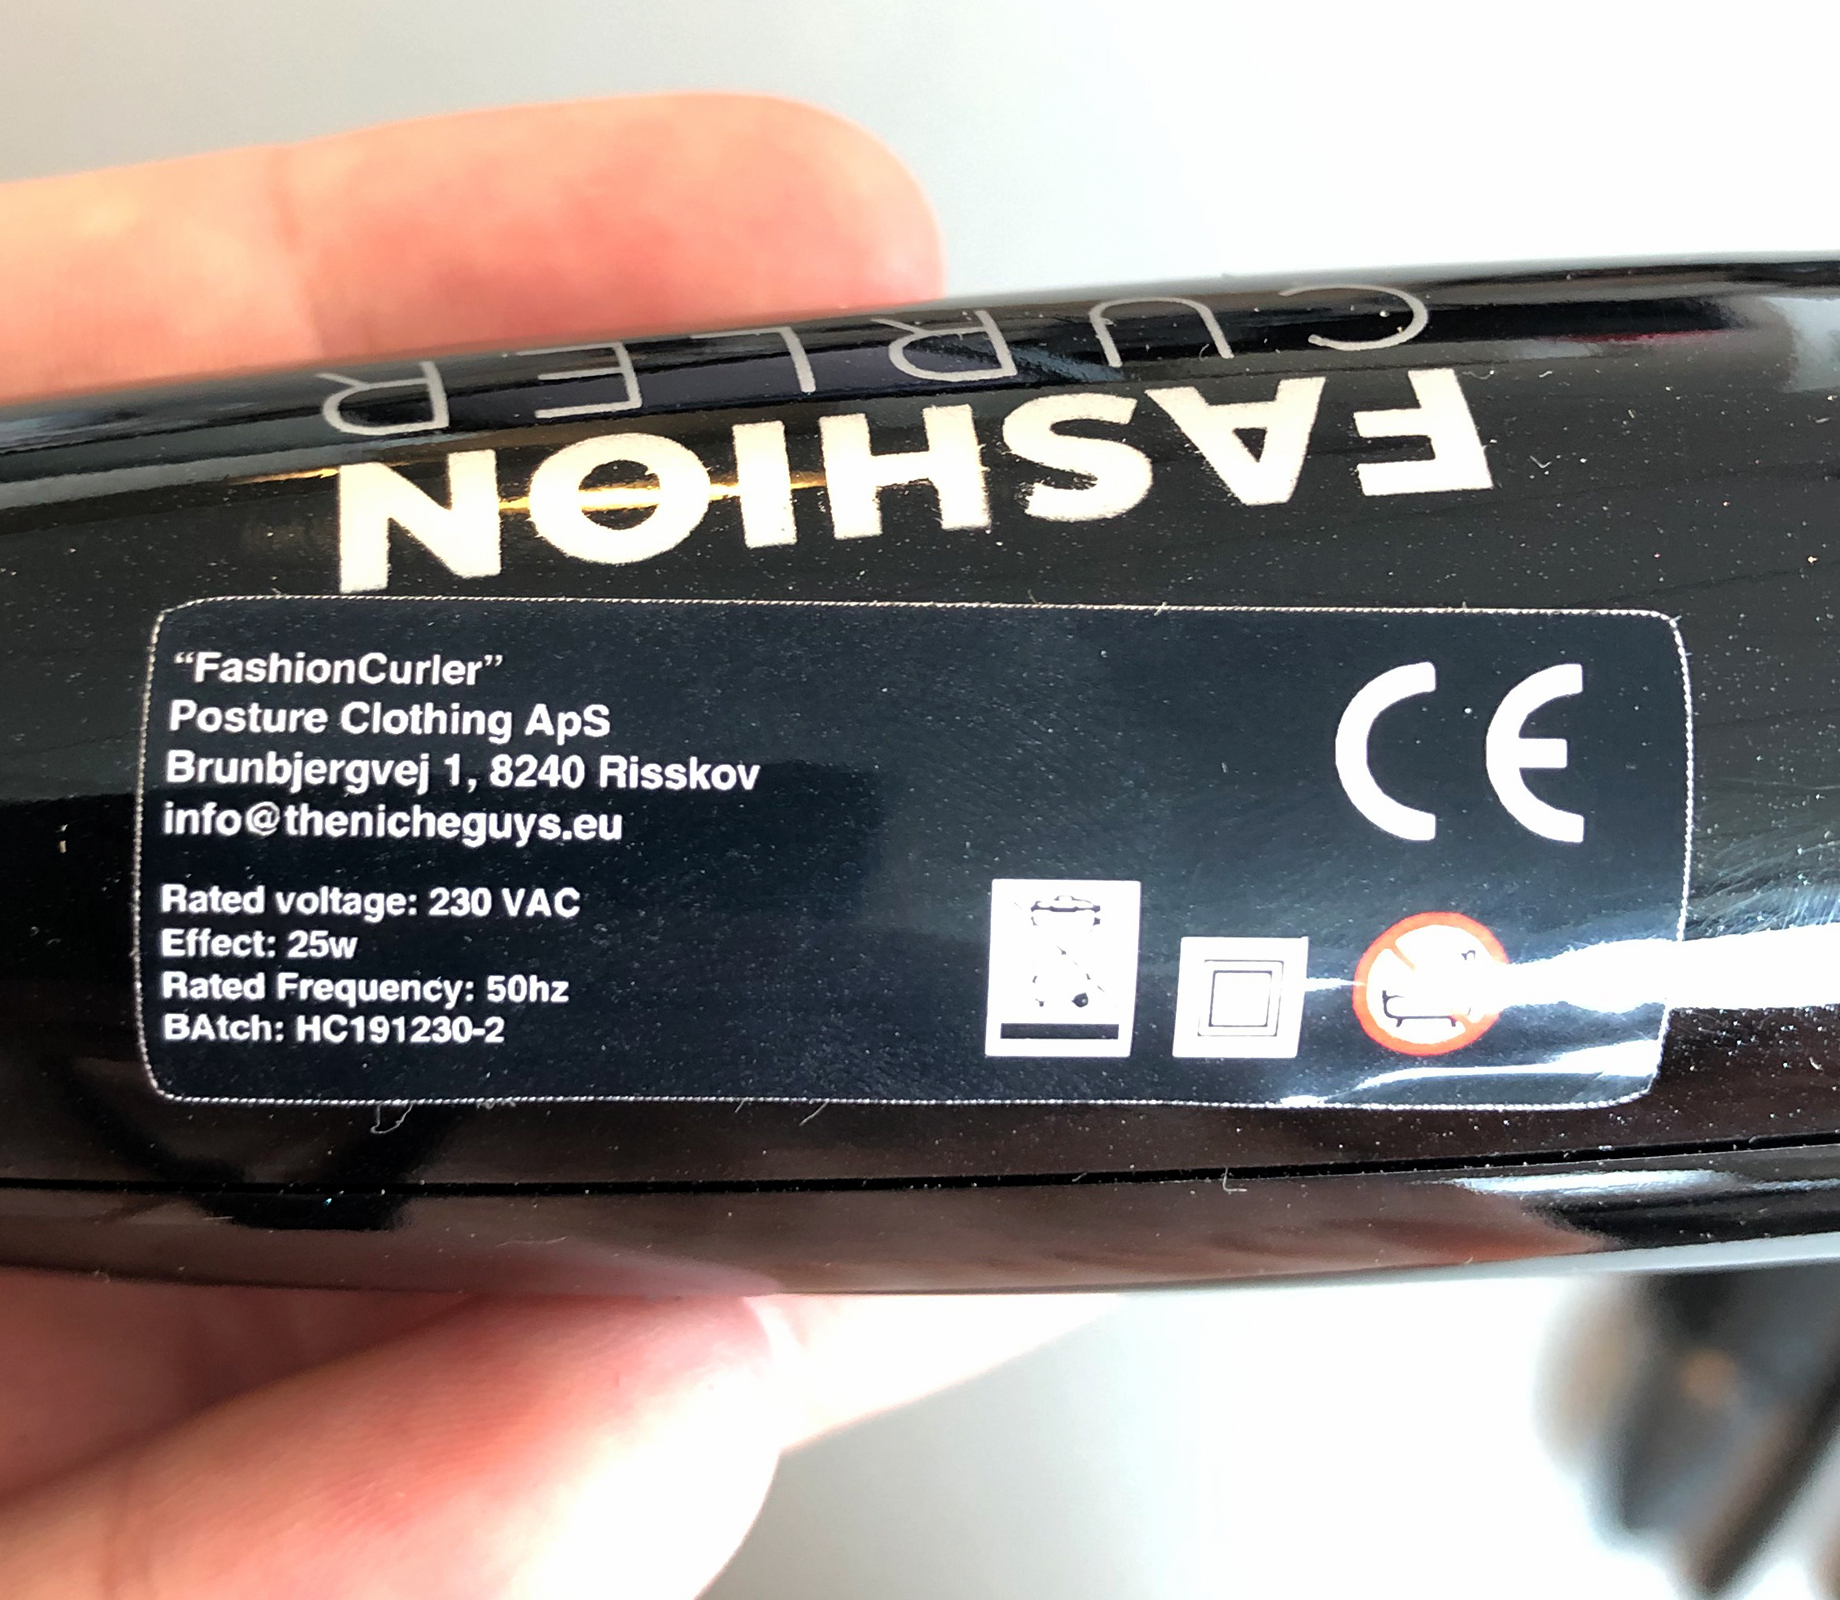 FASHION
CURLER
“FashionCurler”
Posture Clothing ApS
Brunbjergvej 1, 8240 Risskov
info@thenicheguys.eu
Rated voltage: 230 VAC
Effect: 25w
Rated Frequency: 50hz
BAtch: HC191230-2
CE